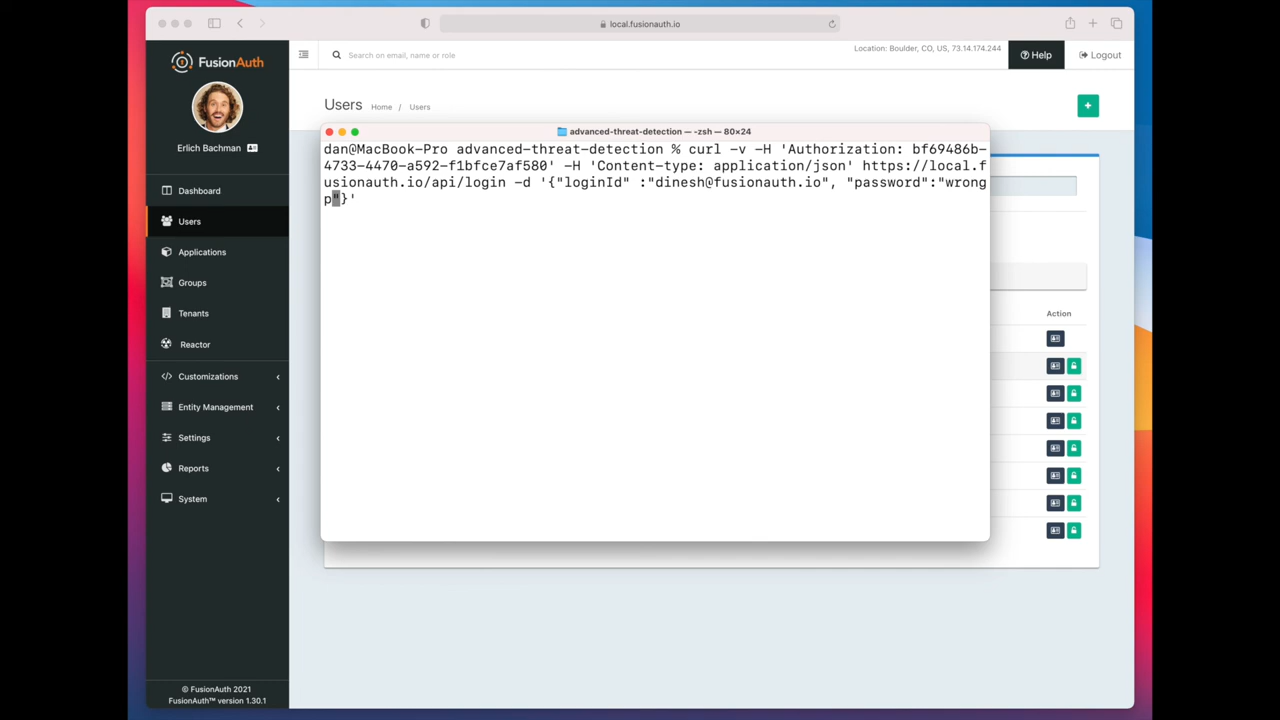 local.fusionauth.io
FusionAuth
Search on email, name or role
Location: Boulder, CO, US, 73.14.174.244
Help
Logout
Users
Home / Users
Erlich Bachman
Dashboard
Users
Applications
Groups
Tenants
Reactor
Customizations
Entity Management
Settings
Reports
System
© FusionAuth 2021
FusionAuth™ version 1.30.1
advanced-threat-detection — -zsh — 80×24
dan@MacBook-Pro advanced-threat-detection % curl -v -H 'Authorization: bf69486b-
4733-4470-a592-f1bfce7af580' -H 'Content-type: application/json' https://local.f
usionauth.io/api/login -d '{"loginId" :"dinesh@fusionauth.io", "password":"wrong
p"}'
Action